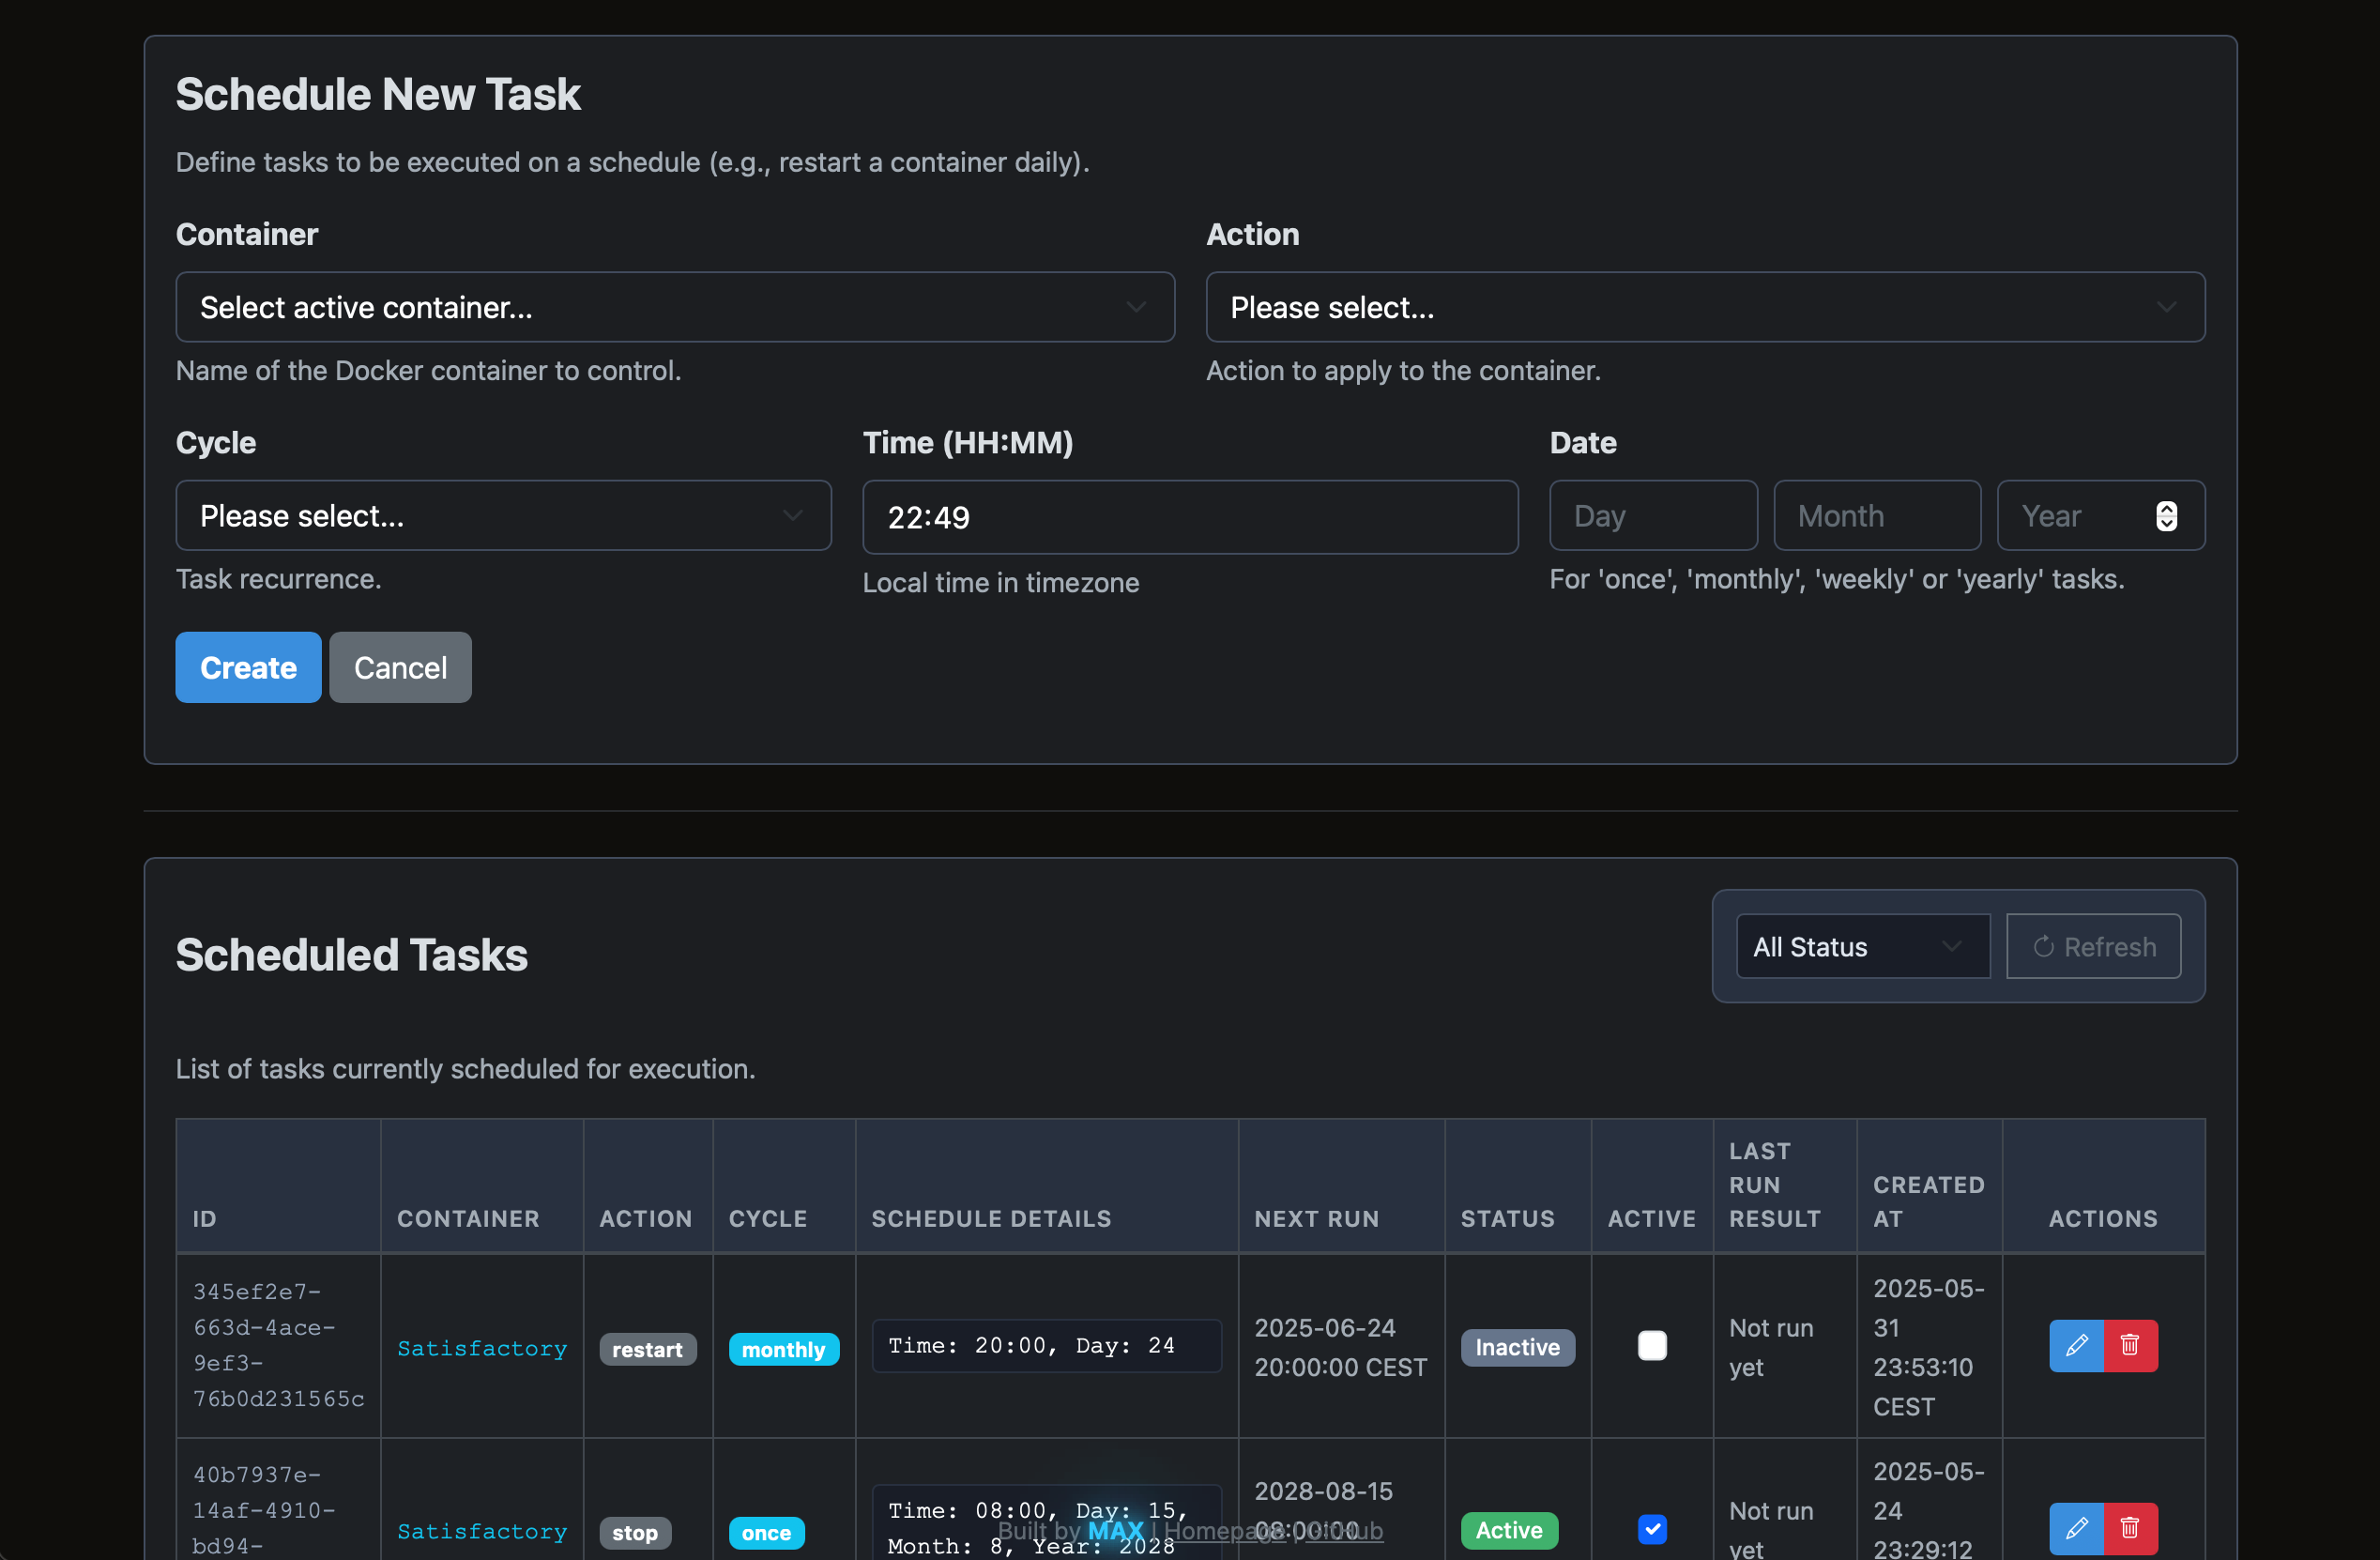 Schedule New Task
Define tasks to be executed on a schedule (e.g., restart a container daily).
Container
Action
Select active container...
Please select...
Name of the Docker container to control.
Action to apply to the container.
Cycle
Time (HH:MM)
Date
Please select...
22:49
Day
Month
Year
Task recurrence.
Local time in timezone
For 'once', 'monthly', 'weekly' or 'yearly' tasks.
Create
Cancel
Scheduled Tasks
All Status
Refresh
List of tasks currently scheduled for execution.
ID
CONTAINER
ACTION
CYCLE
SCHEDULE DETAILS
NEXT RUN
STATUS
ACTIVE
LAST
RUN
RESULT
CREATED
AT
ACTIONS
345ef2e7-
663d-4ace-
9ef3-
76b0d231565c
Satisfactory
restart
monthly
Time: 20:00, Day: 24
2025-06-24
20:00:00 CEST
Inactive
Not run
yet
2025-05-
31
23:53:10
CEST
40b7937e-
14af-4910-
bd94-
Satisfactory
stop
once
Time: 08:00, Day: 15,
Month: 8, Year: 2028
2028-08-15
08:00:00
Active
Not run
yet
2025-05-
24
23:29:12
Built by MAX | Homepage | GitHub